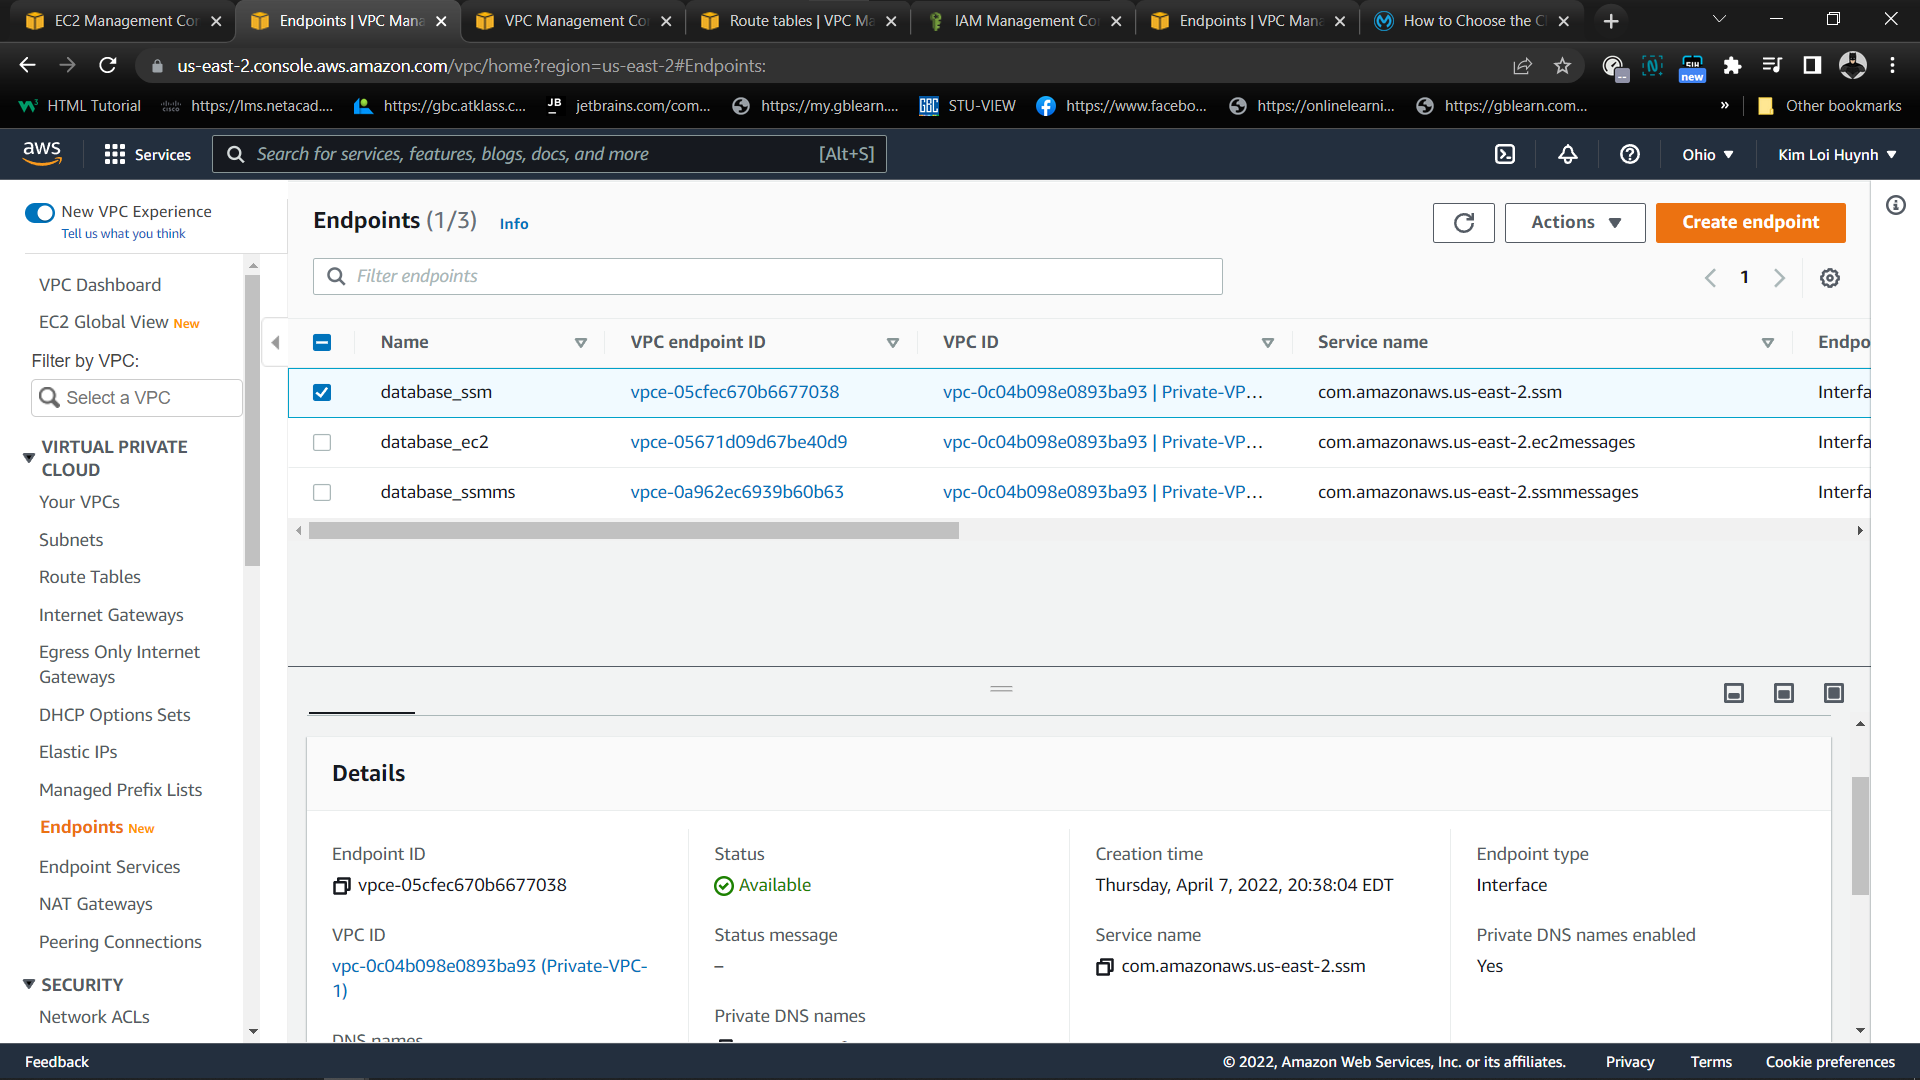 EC2 Management Con
Endpoints | VPC Mana
VPC Management Co
Route tables | VPC Ma
IAM Management Co
Endpoints | VPC Mana
How to Choose the C
us-east-2.console.aws.amazon.com/vpc/home?region=us-east-2#Endpoints:
new
HTML Tutorial
https://lms.netacad....
https://gbc.atklass.c...
JB jetbrains.com/com...
https://my.gblearn....
GBC STU-VIEW
https://www.facebo...
https://onlinelearni...
https://gblearn.com...
»
Other bookmarks
aws
Services
Search for services, features, blogs, docs, and more [Alt+S]
Ohio
Kim Loi Huynh
New VPC Experience
Tell us what you think
VPC Dashboard
EC2 Global View New
Filter by VPC:
Select a VPC
VIRTUAL PRIVATE
CLOUD
Your VPCs
Subnets
Route Tables
Internet Gateways
Egress Only Internet
Gateways
DHCP Options Sets
Elastic IPs
Managed Prefix Lists
Endpoints New
Endpoint Services
NAT Gateways
Peering Connections
SECURITY
Network ACLs
Endpoints (1/3) Info
Actions
Create endpoint
Filter endpoints
1
Name VPC endpoint ID VPC ID Service name Endpo
database_ssm vpce-05cfec670b6677038 vpc-0c04b098e0893ba93 | Private-VP... com.amazonaws.us-east-2.ssm Interfa
database_ec2 vpce-05671d09d67be40d9 vpc-0c04b098e0893ba93 | Private-VP... com.amazonaws.us-east-2.ec2messages Interfa
database_ssmms vpce-0a962ec6939b60b63 vpc-0c04b098e0893ba93 | Private-VP... com.amazonaws.us-east-2.ssmmessages Interfa
Details
Endpoint ID
vpce-05cfec670b6677038
VPC ID
vpc-0c04b098e0893ba93 (Private-VPC-
1)
DNS names
Status
Available
Status message
–
Private DNS names
Creation time
Thursday, April 7, 2022, 20:38:04 EDT
Service name
com.amazonaws.us-east-2.ssm
Endpoint type
Interface
Private DNS names enabled
Yes
Feedback
© 2022, Amazon Web Services, Inc. or its affiliates.
Privacy
Terms
Cookie preferences